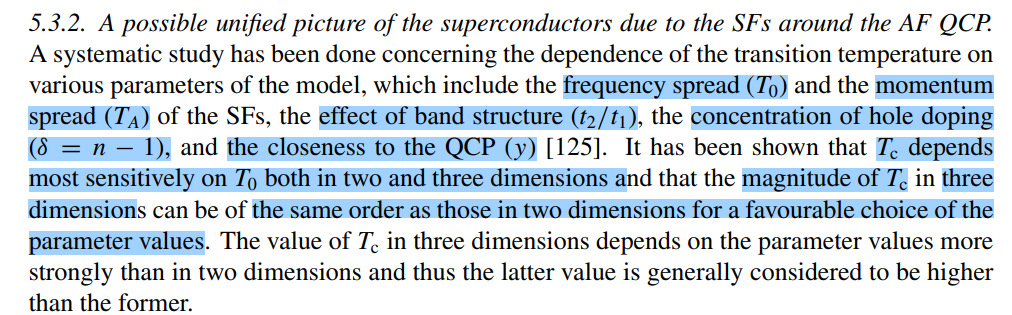 5.3.2. A possible unified picture of the superconductors due to the SFs around the AF QCP.
A systematic study has been done concerning the dependence of the transition temperature on
various parameters of the model, which include the frequency spread (T₀) and the momentum
spread (T_A) of the SFs, the effect of band structure (t₂/t₁), the concentration of hole doping
(δ = n − 1), and the closeness to the QCP (y) [125]. It has been shown that T_c depends
most sensitively on T₀ both in two and three dimensions and that the magnitude of T_c in three
dimensions can be of the same order as those in two dimensions for a favourable choice of the
parameter values. The value of T_c in three dimensions depends on the parameter values more
strongly than in two dimensions and thus the latter value is generally considered to be higher
than the former.